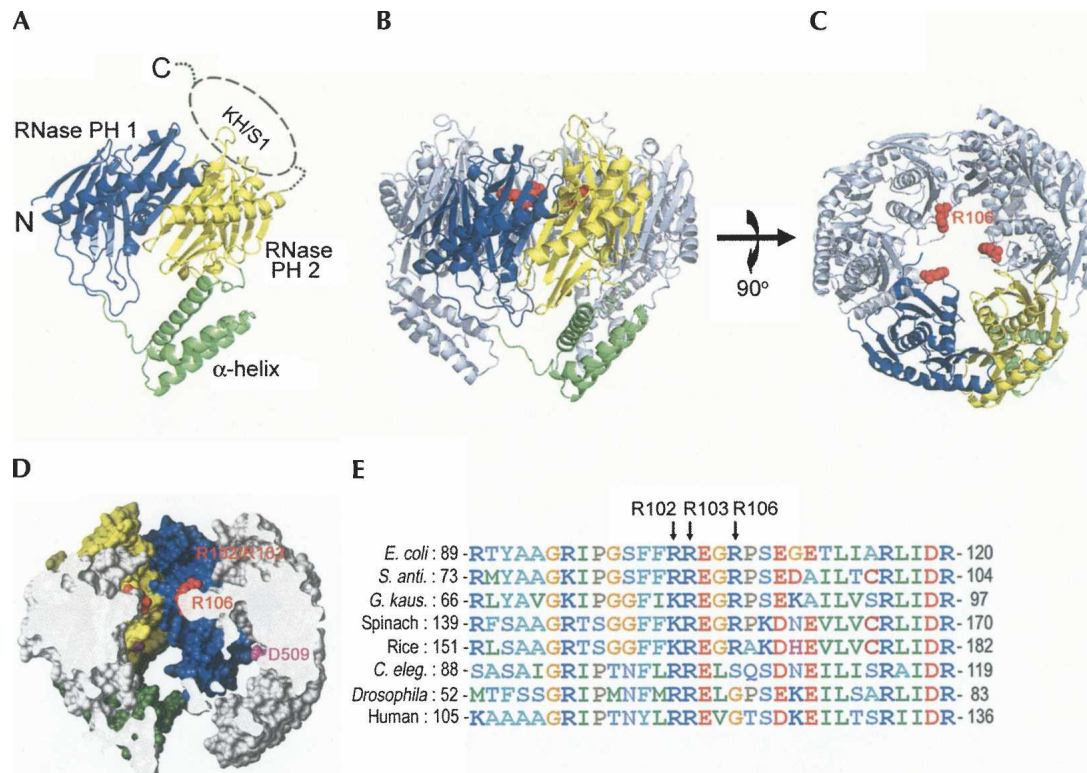 A
B
C
C
KH/S1
RNase PH 1
N
RNase
PH 2
α-helix
90°
R106
D
R102/R103
R106
D509
E
R102 R103 R106
E. coli : 89 - RTYAAGRIPGSFFRREGRPSEGETLIARLIDR - 120
S. anti. : 73 - RMYAAGKIPGSFFKREGRPSEDAILTCRLIDR - 104
G. kaus. : 66 - RLYAVGKIPGGFIKREGRPSEKAILVSRLIDR - 97
Spinach : 139 - RFSAAGRTSGGFFKREGRPKDNEVLVCRLIDR - 170
Rice : 151 - RLSAAGRTSGGFFKREGRAKDHEVLVCRLIDR - 182
C. eleg. : 88 - SASAIGRIPTNFLRRELSQSDNEILISRAIDR - 119
Drosophila : 52 - MTFSSGRIPMNFMRRELGPSEKEILSARLIDR - 83
Human : 105 - KAAAAGRIPTNYLRREVGTSDKEILTSRIIDR - 136